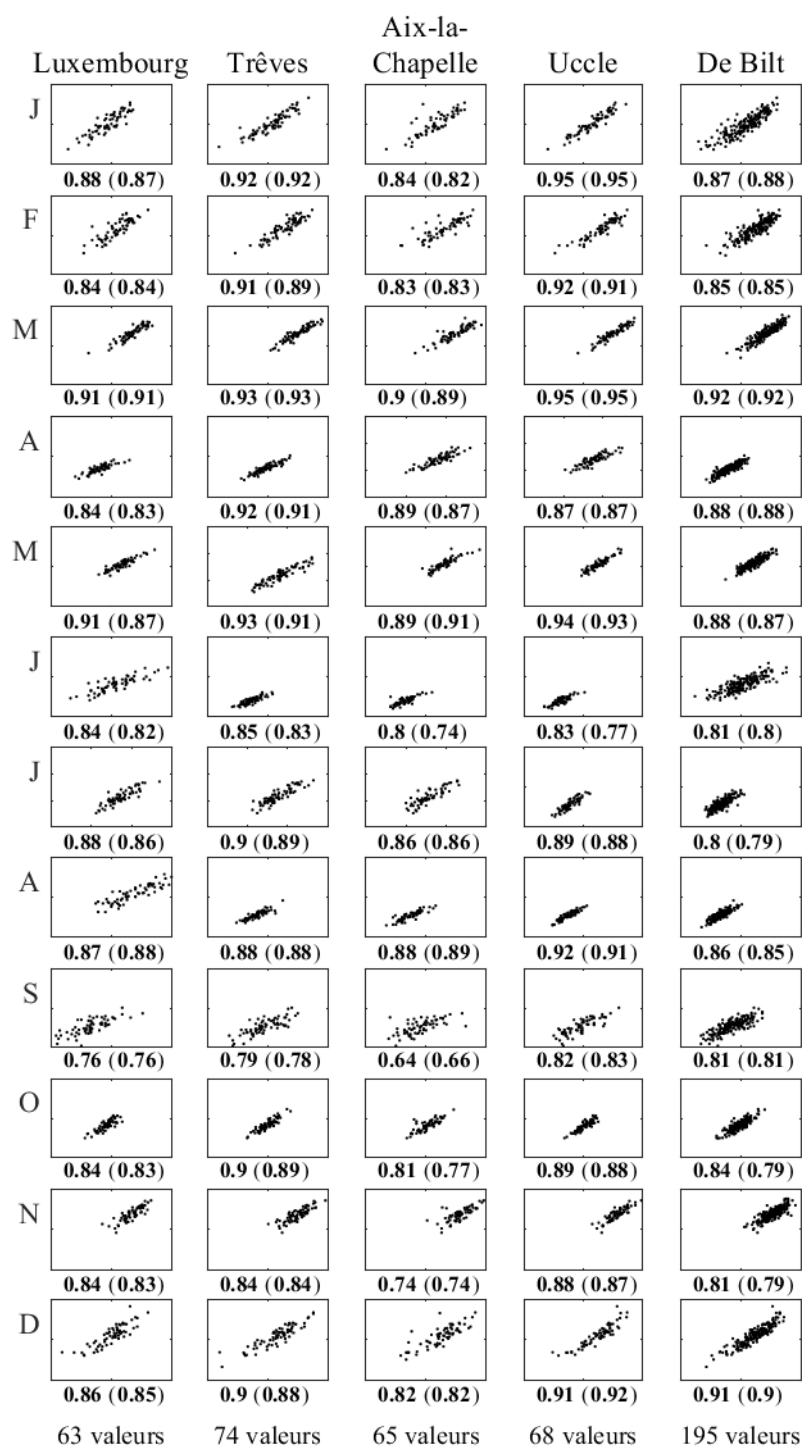 Aix-la-
Luxembourg Trêves Chapelle Uccle De Bilt
J
0.88 (0.87) 0.92 (0.92) 0.84 (0.82) 0.95 (0.95) 0.87 (0.88)
F
0.84 (0.84) 0.91 (0.89) 0.83 (0.83) 0.92 (0.91) 0.85 (0.85)
M
0.91 (0.91) 0.93 (0.93) 0.9 (0.89) 0.95 (0.95) 0.92 (0.92)
A
0.84 (0.83) 0.92 (0.91) 0.89 (0.87) 0.87 (0.87) 0.88 (0.88)
M
0.91 (0.87) 0.93 (0.91) 0.89 (0.91) 0.94 (0.93) 0.88 (0.87)
J
0.84 (0.82) 0.85 (0.83) 0.8 (0.74) 0.83 (0.77) 0.81 (0.8)
J
0.88 (0.86) 0.9 (0.89) 0.86 (0.86) 0.89 (0.88) 0.8 (0.79)
A
0.87 (0.88) 0.88 (0.88) 0.88 (0.89) 0.92 (0.91) 0.86 (0.85)
S
0.76 (0.76) 0.79 (0.78) 0.64 (0.66) 0.82 (0.83) 0.81 (0.81)
O
0.84 (0.83) 0.9 (0.89) 0.81 (0.77) 0.89 (0.88) 0.84 (0.79)
N
0.84 (0.83) 0.84 (0.84) 0.74 (0.74) 0.88 (0.87) 0.81 (0.79)
D
0.86 (0.85) 0.9 (0.88) 0.82 (0.82) 0.91 (0.92) 0.91 (0.9)
63 valeurs 74 valeurs 65 valeurs 68 valeurs 195 valeurs